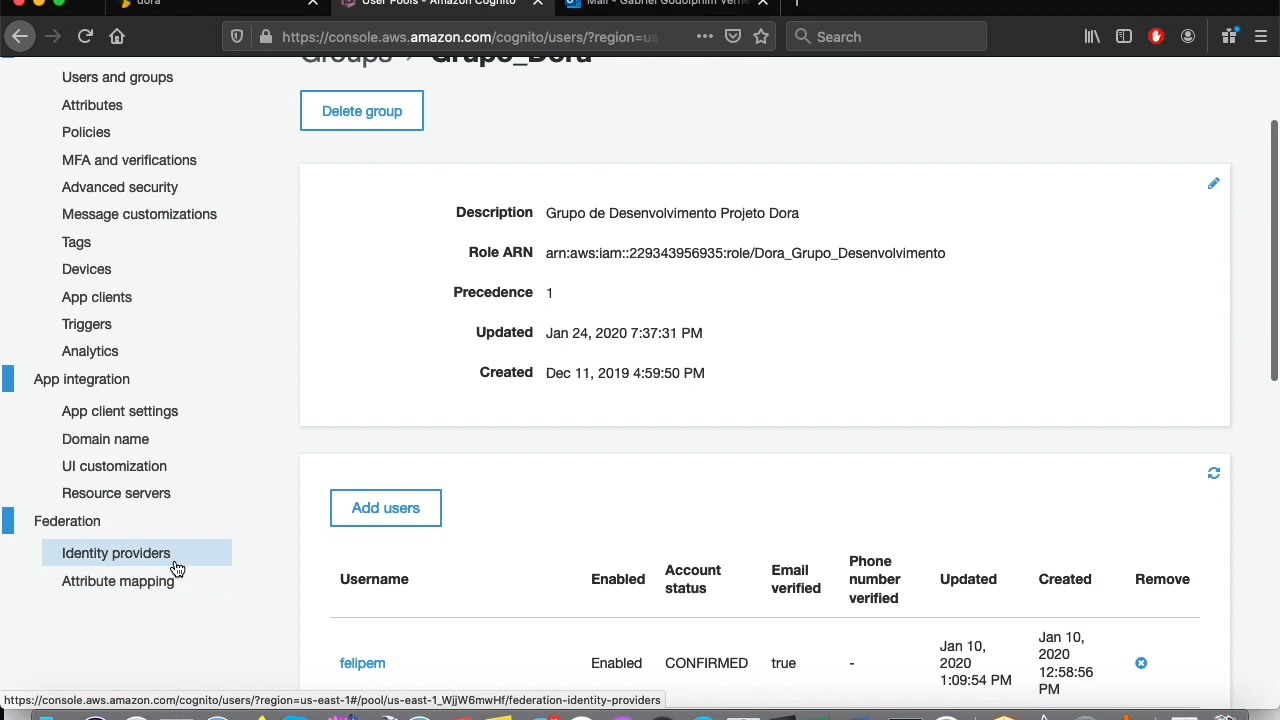 dora
User Pools - Amazon Cognito
Mail - Gabriel Godolphim Verne
https://console.aws.amazon.com/cognito/users/?region=us-
Search
Groups > Grupo_Dora
Users and groups
Attributes
Policies
MFA and verifications
Advanced security
Message customizations
Tags
Devices
App clients
Triggers
Analytics
App integration
App client settings
Domain name
UI customization
Resource servers
Federation
Identity providers
Attribute mapping
Delete group
Description Grupo de Desenvolvimento Projeto Dora
Role ARN arn:aws:iam::229343956935:role/Dora_Grupo_Desenvolvimento
Precedence 1
Updated Jan 24, 2020 7:37:31 PM
Created Dec 11, 2019 4:59:50 PM
Add users
Username Enabled Account status Email verified Phone number verified Updated Created Remove
felipem Enabled CONFIRMED true - Jan 10, 2020 1:09:54 PM Jan 10, 2020 12:58:56 PM
https://console.aws.amazon.com/cognito/users/?region=us-east-1#/pool/us-east-1_WjjW6mwHf/federation-identity-providers